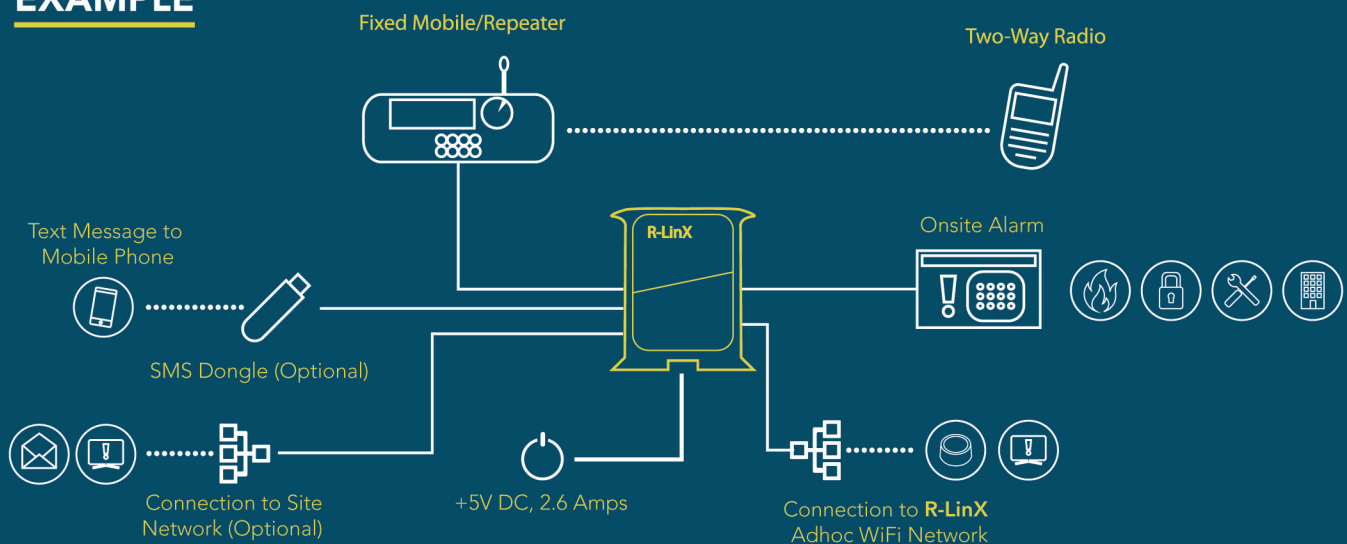 EXAMPLE
Fixed Mobile/Repeater
Two-Way Radio
Text Message to
Mobile Phone
R-LinX
Onsite Alarm
SMS Dongle (Optional)
Connection to Site
Network (Optional)
+5V DC, 2.6 Amps
Connection to R-LinX
Adhoc WiFi Network